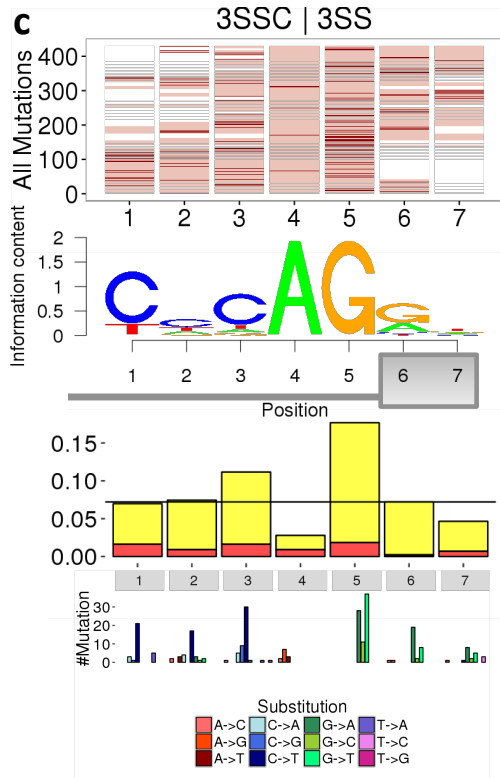 c
3SSC | 3SS
All Mutations
400
300
200
100
0
1 2 3 4 5 6 7
Information content
2
1.5
1
0.5
0
C C C A G G
T A
1 2 3 4 5 6 7
Position
0.15
0.10
0.05
0.00
1 2 3 4 5 6 7
#Mutation
30
20
10
0
Substitution
A->C C->A G->A T->A
A->G C->G G->C T->C
A->T C->T G->T T->G